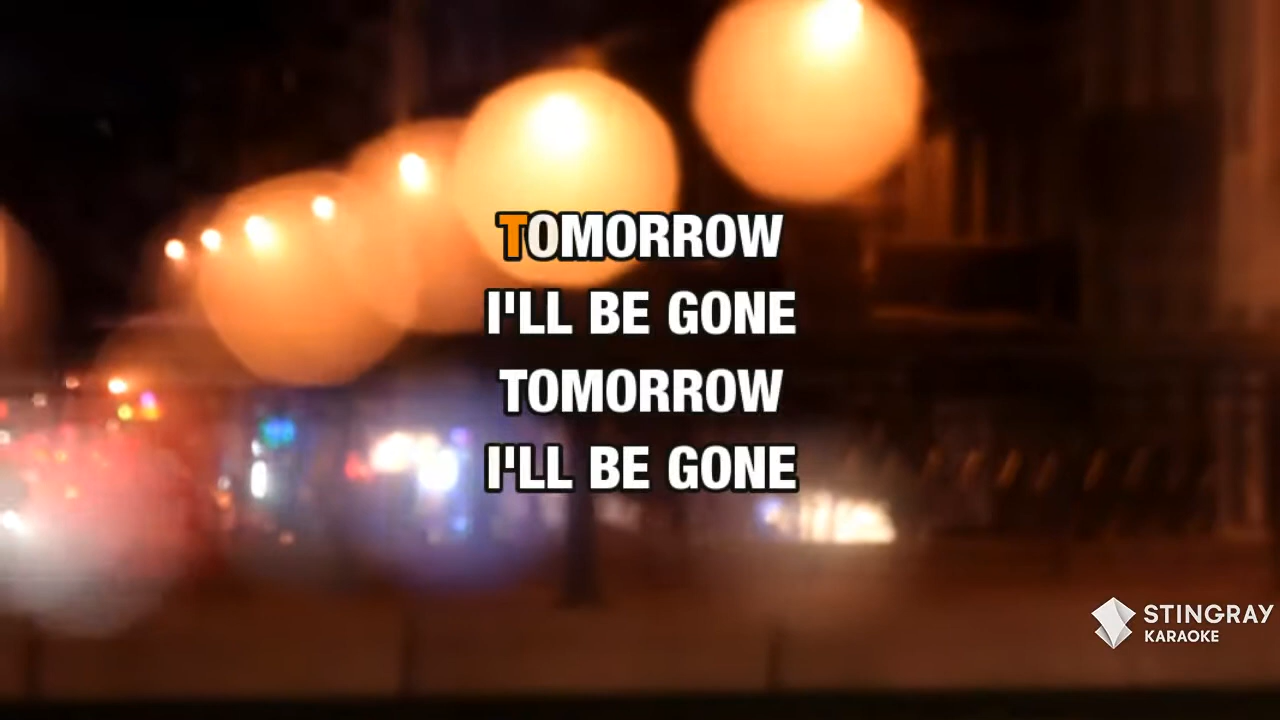 TOMORROW
I'LL BE GONE
TOMORROW
I'LL BE GONE
STINGRAY
KARAOKE